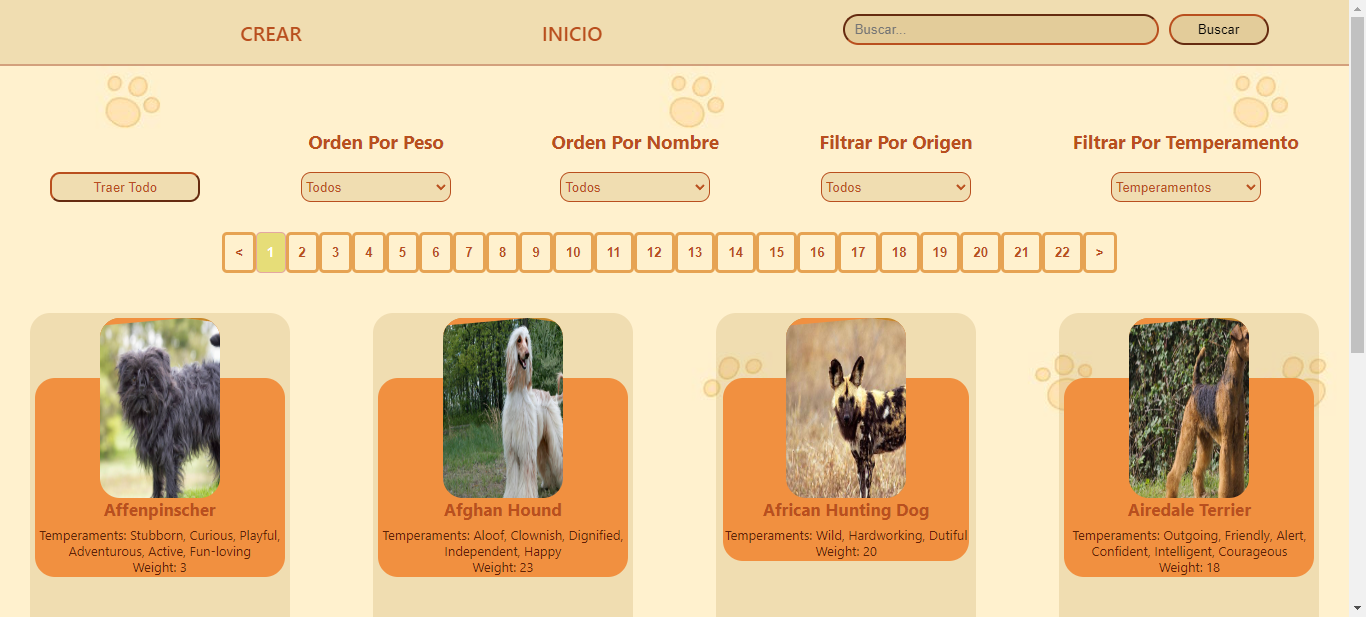 CREAR
INICIO
Buscar...
Buscar
Orden Por Peso
Orden Por Nombre
Filtrar Por Origen
Filtrar Por Temperamento
Traer Todo
Todos
Todos
Todos
Temperamentos
< 1 2 3 4 5 6 7 8 9 10 11 12 13 14 15 16 17 18 19 20 21 22 >
Affenpinscher
Temperaments: Stubborn, Curious, Playful,
Adventurous, Active, Fun-loving
Weight: 3
Afghan Hound
Temperaments: Aloof, Clownish, Dignified,
Independent, Happy
Weight: 23
African Hunting Dog
Temperaments: Wild, Hardworking, Dutiful
Weight: 20
Airedale Terrier
Temperaments: Outgoing, Friendly, Alert,
Confident, Intelligent, Courageous
Weight: 18